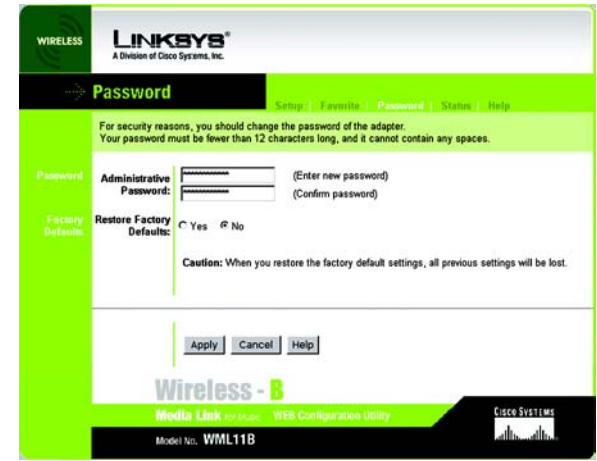 WIRELESS
LINKSYS®
A Division of Cisco Systems, Inc.
Password
Setup | Favorite | Password | Status | Help
For security reasons, you should change the password of the adapter.
Your password must be fewer than 12 characters long, and it cannot contain any spaces.
Password
Administrative Password:
(Enter new password)
(Confirm password)
Factory Defaults
Restore Factory Defaults:
Yes No
Caution: When you restore the factory default settings, all previous settings will be lost.
Apply Cancel Help
Wireless - B
Media Link FOR MUSIC WEB Configuration Utility
CISCO SYSTEMS
Model No. WML11B